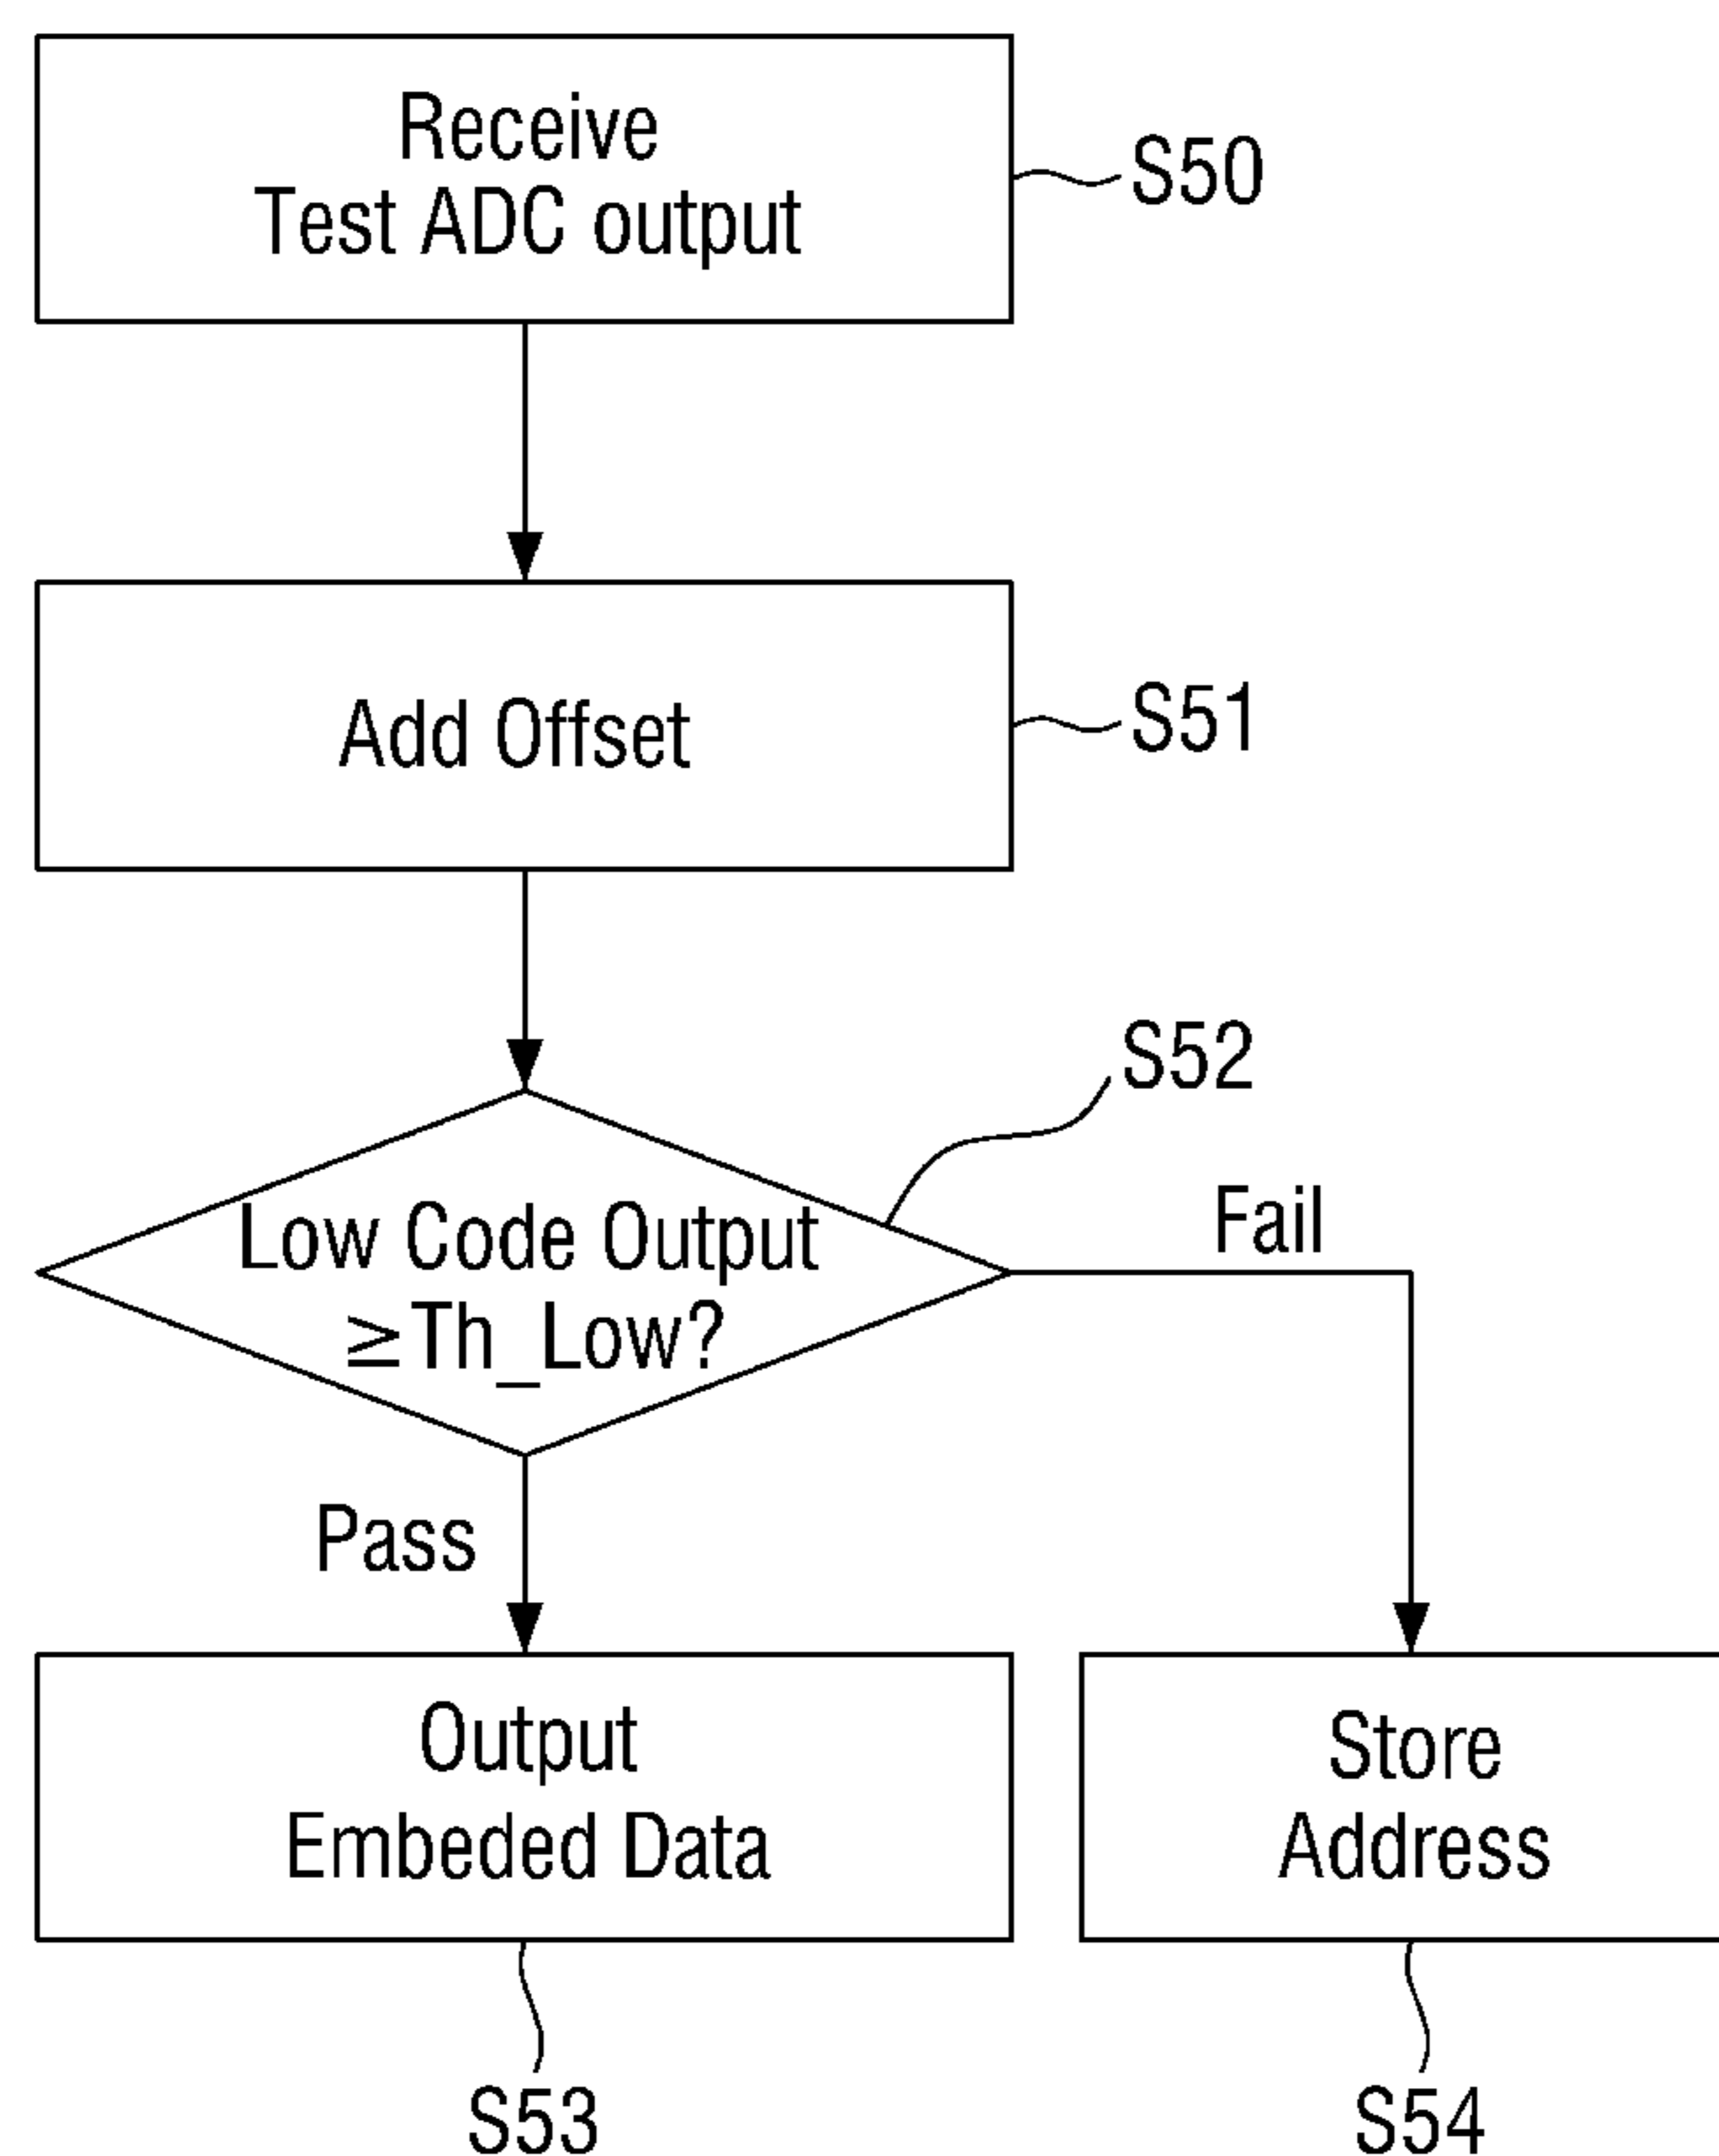 Receive
Test ADC output
S50
Add Offset
S51
S52
Low Code Output
≥Th_Low?
Fail
Pass
Output
Embeded Data
Store
Address
S53
S54